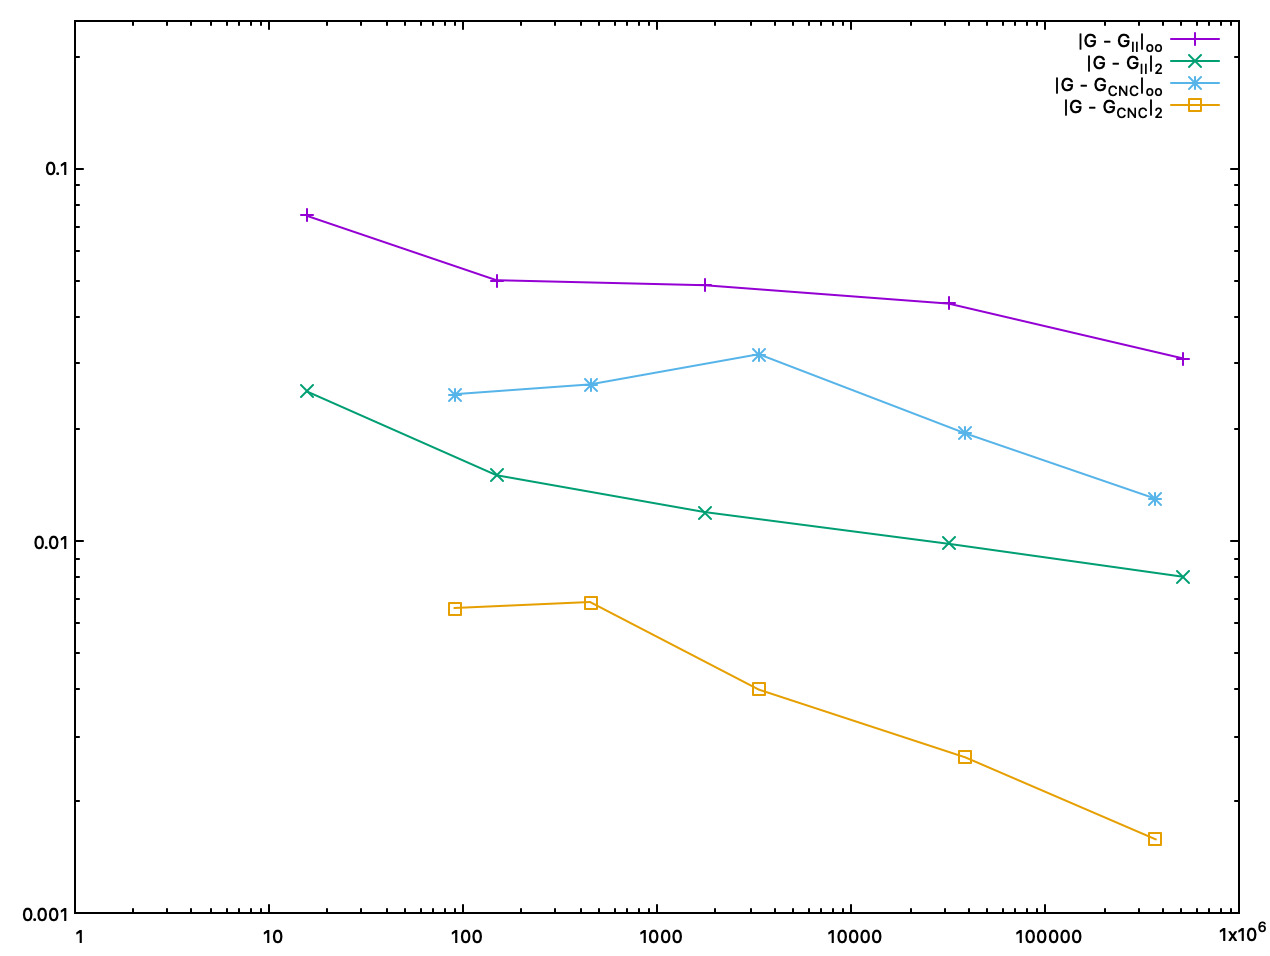 |G - G_II|_oo
|G - G_II|_2
|G - G_CNC|_oo
|G - G_CNC|_2
0.1
0.01
0.001
1 10 100 1000 10000 100000 1x10^6